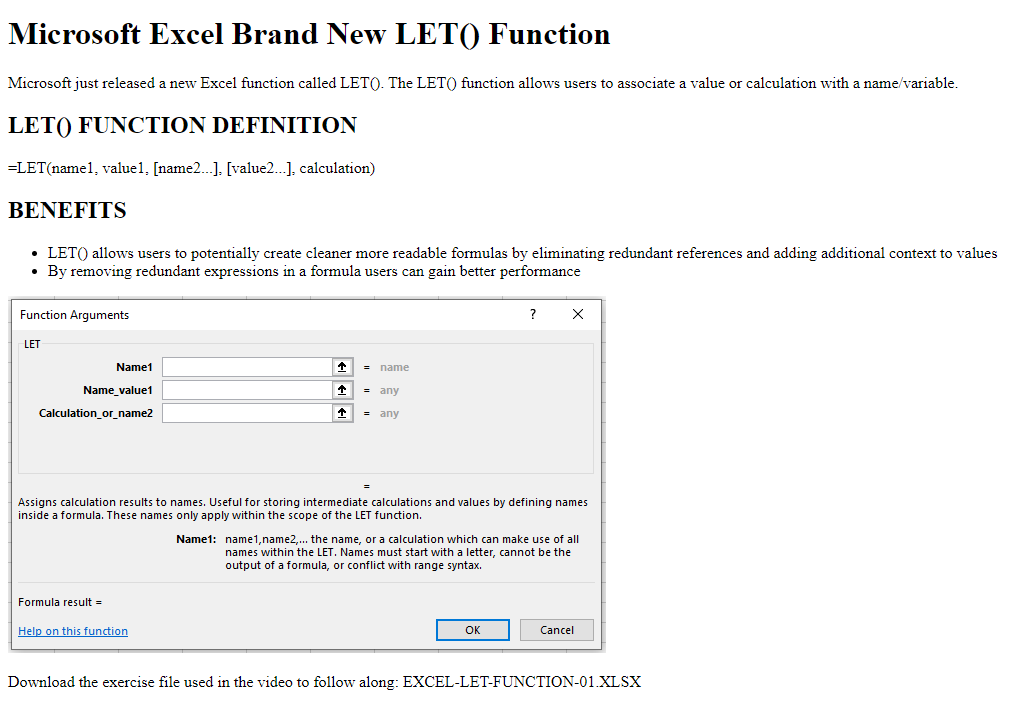 Microsoft Excel Brand New LET() Function
Microsoft just released a new Excel function called LET(). The LET() function allows users to associate a value or calculation with a name/variable.
LET() FUNCTION DEFINITION
=LET(name1, value1, [name2...], [value2...], calculation)
BENEFITS
• LET() allows users to potentially create cleaner more readable formulas by eliminating redundant references and adding additional context to values
• By removing redundant expressions in a formula users can gain better performance
Function Arguments ? ✕
LET
Name1 = name
Name_value1 = any
Calculation_or_name2 = any
=
Assigns calculation results to names. Useful for storing intermediate calculations and values by defining names
inside a formula. These names only apply within the scope of the LET function.
Name1: name1,name2,... the name, or a calculation which can make use of all
names within the LET. Names must start with a letter, cannot be the
output of a formula, or conflict with range syntax.
Formula result =
Help on this function OK Cancel
Download the exercise file used in the video to follow along: EXCEL-LET-FUNCTION-01.XLSX